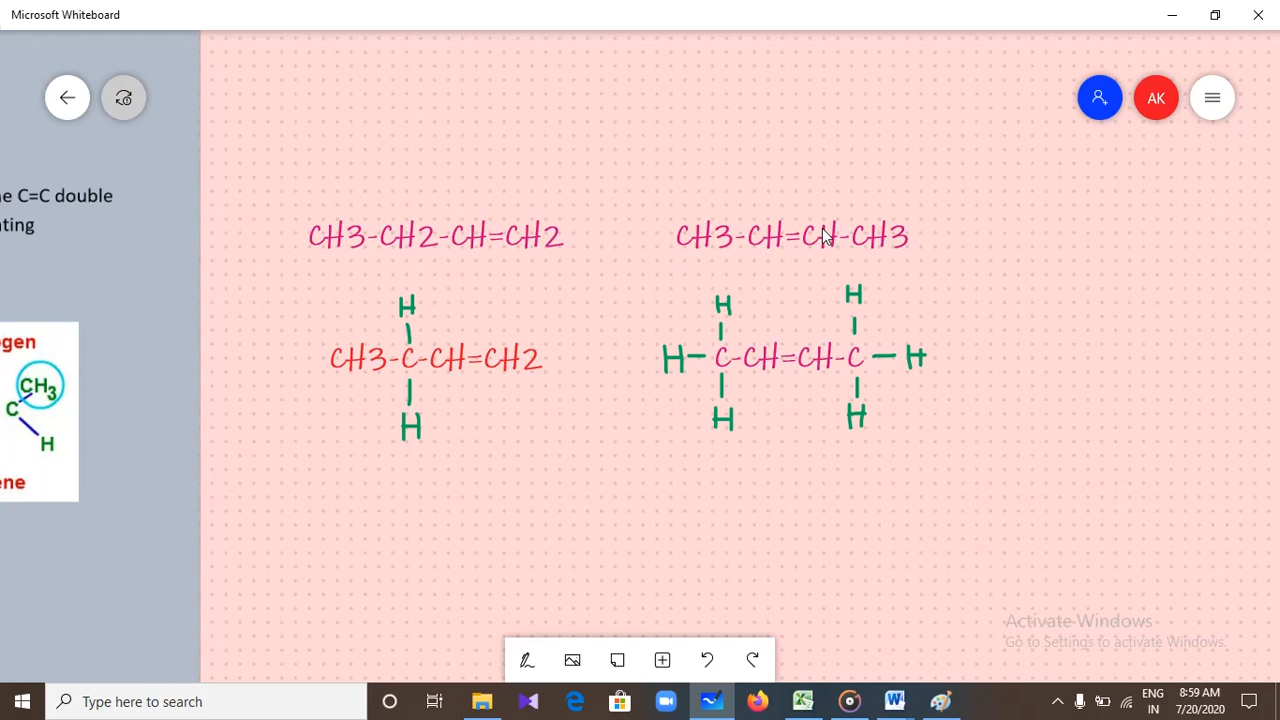 Microsoft Whiteboard
AK
ne C=C double
ting
CH3-CH2-CH=CH2
CH3-CH=CH-CH3
H
CH3-C-CH=CH2
H
H H
H-C-CH=CH-C-H
H H
gen
CH3
C
H
ene
Activate Windows
Go to Settings to activate Windows.
Type here to search
ENG
IN
8:59 AM
7/20/2020